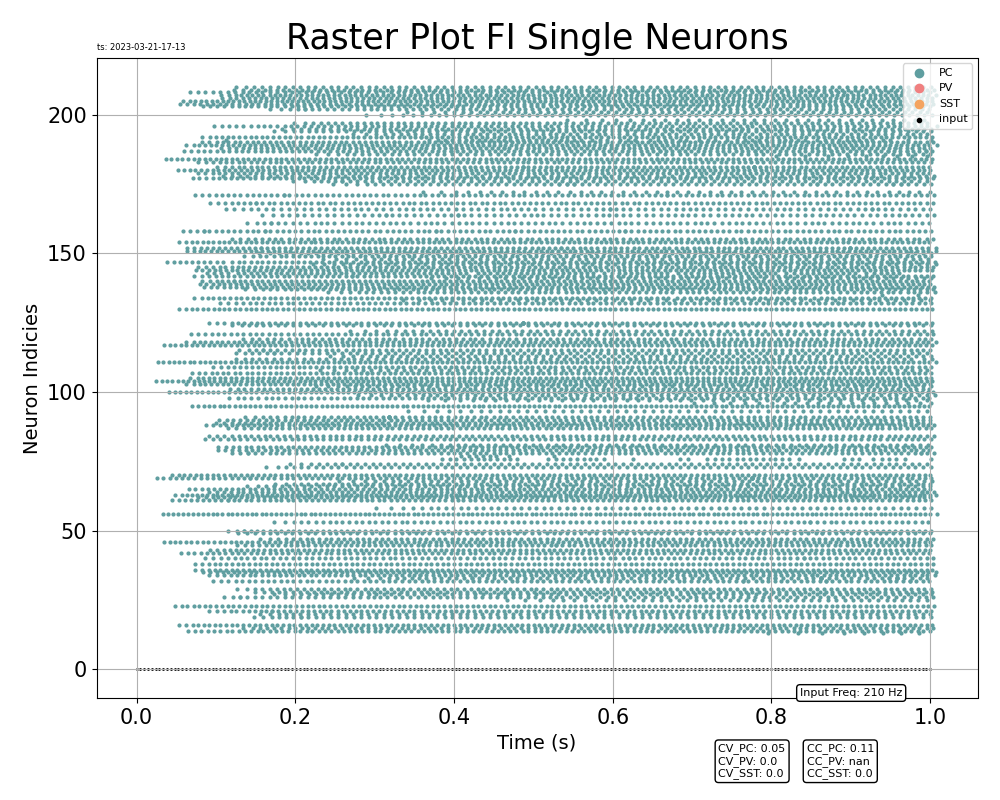 Raster Plot FI Single Neurons
ts: 2023-03-21-17-13
PC
PV
SST
input
200
150
100
50
0
Neuron Indicies
0.0 0.2 0.4 0.6 0.8 1.0
Input Freq: 210 Hz
Time (s)
CV_PC: 0.05
CV_PV: 0.0
CV_SST: 0.0
CC_PC: 0.11
CC_PV: nan
CC_SST: 0.0